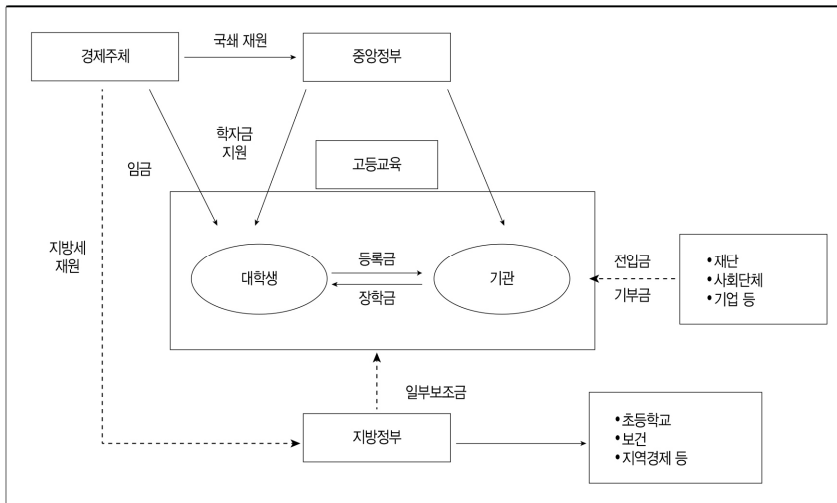 국쇄 재원
경제주체
중앙정부
학자금
지원
고등교육
임금
지방세
재원
대학생
등록금
장학금
기관
전입금
기부금
•재단
•사회단체
•기업 등
일부보조금
지방정부
•초등학교
•보건
•지역경제 등